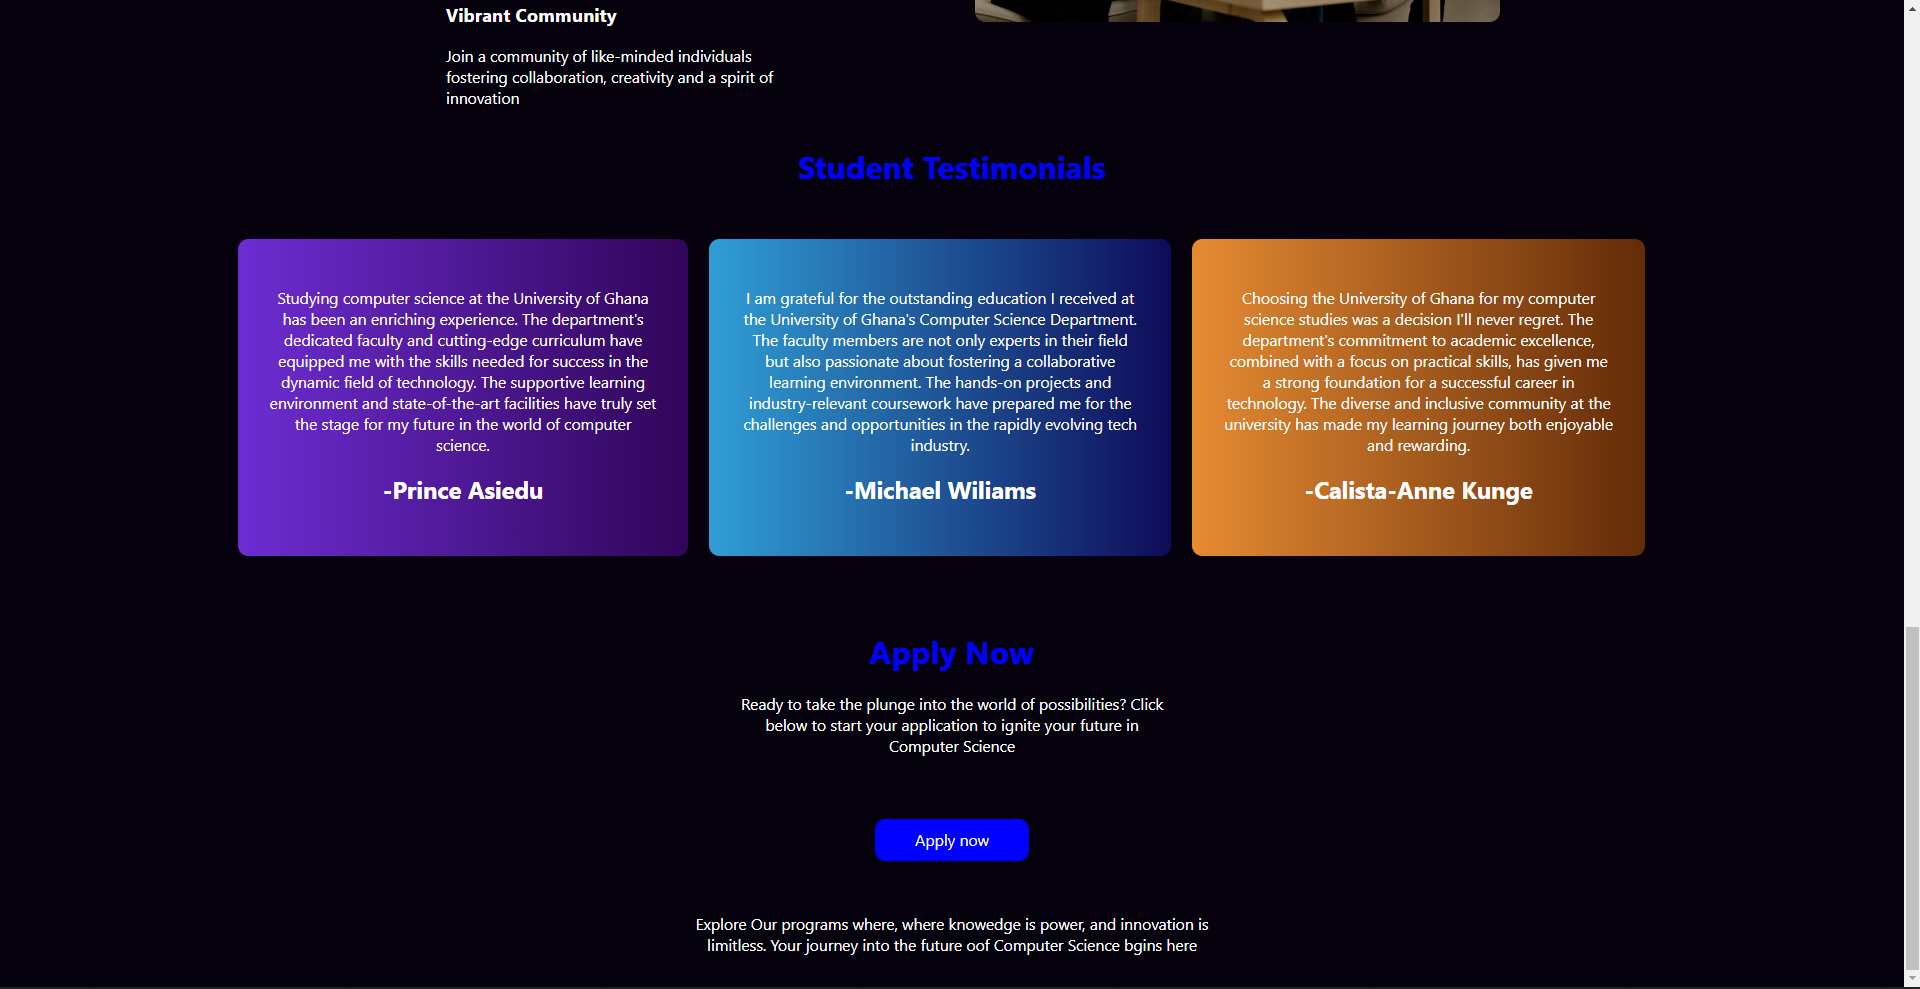 Vibrant Community
Join a community of like-minded individuals
fostering collaboration, creativity and a spirit of
innovation
Student Testimonials
Studying computer science at the University of Ghana
has been an enriching experience. The department's
dedicated faculty and cutting-edge curriculum have
equipped me with the skills needed for success in the
dynamic field of technology. The supportive learning
environment and state-of-the-art facilities have truly set
the stage for my future in the world of computer
science.
-Prince Asiedu
I am grateful for the outstanding education I received at
the University of Ghana's Computer Science Department.
The faculty members are not only experts in their field
but also passionate about fostering a collaborative
learning environment. The hands-on projects and
industry-relevant coursework have prepared me for the
challenges and opportunities in the rapidly evolving tech
industry.
-Michael Wiliams
Choosing the University of Ghana for my computer
science studies was a decision I'll never regret. The
department's commitment to academic excellence,
combined with a focus on practical skills, has given me
a strong foundation for a successful career in
technology. The diverse and inclusive community at the
university has made my learning journey both enjoyable
and rewarding.
-Calista-Anne Kunge
Apply Now
Ready to take the plunge into the world of possibilities? Click
below to start your application to ignite your future in
Computer Science
Apply now
Explore Our programs where, where knowedge is power, and innovation is
limitless. Your journey into the future oof Computer Science bgins here